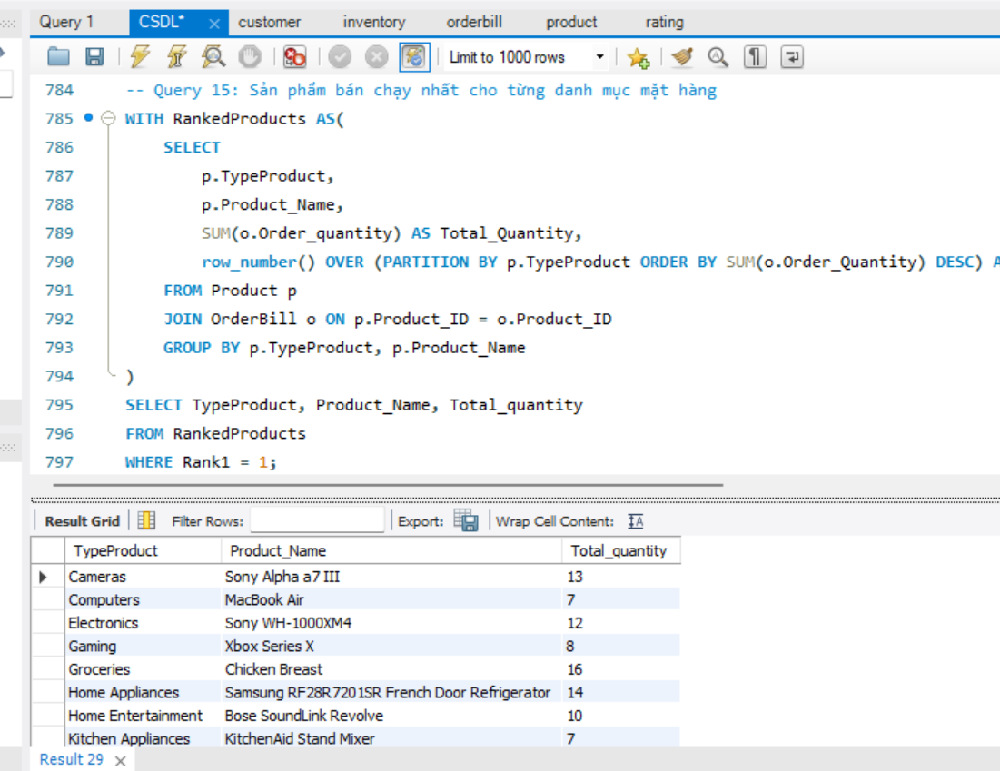 Query 1 CSDL* × customer inventory orderbill product rating
Limit to 1000 rows
784 -- Query 15: Sản phẩm bán chạy nhất cho từng danh mục mặt hàng
785 WITH RankedProducts AS(
786 SELECT
787 p.TypeProduct,
788 p.Product_Name,
789 SUM(o.Order_quantity) AS Total_Quantity,
790 row_number() OVER (PARTITION BY p.TypeProduct ORDER BY SUM(o.Order_Quantity) DESC)
791 FROM Product p
792 JOIN OrderBill o ON p.Product_ID = o.Product_ID
793 GROUP BY p.TypeProduct, p.Product_Name
794 )
795 SELECT TypeProduct, Product_Name, Total_quantity
796 FROM RankedProducts
797 WHERE Rank1 = 1;
Result Grid Filter Rows: Export: Wrap Cell Content: IA
TypeProduct Product_Name Total_quantity
Cameras Sony Alpha a7 III 13
Computers MacBook Air 7
Electronics Sony WH-1000XM4 12
Gaming Xbox Series X 8
Groceries Chicken Breast 16
Home Appliances Samsung RF28R7201SR French Door Refrigerator 14
Home Entertainment Bose SoundLink Revolve 10
Kitchen Appliances KitchenAid Stand Mixer 7
Result 29 ×